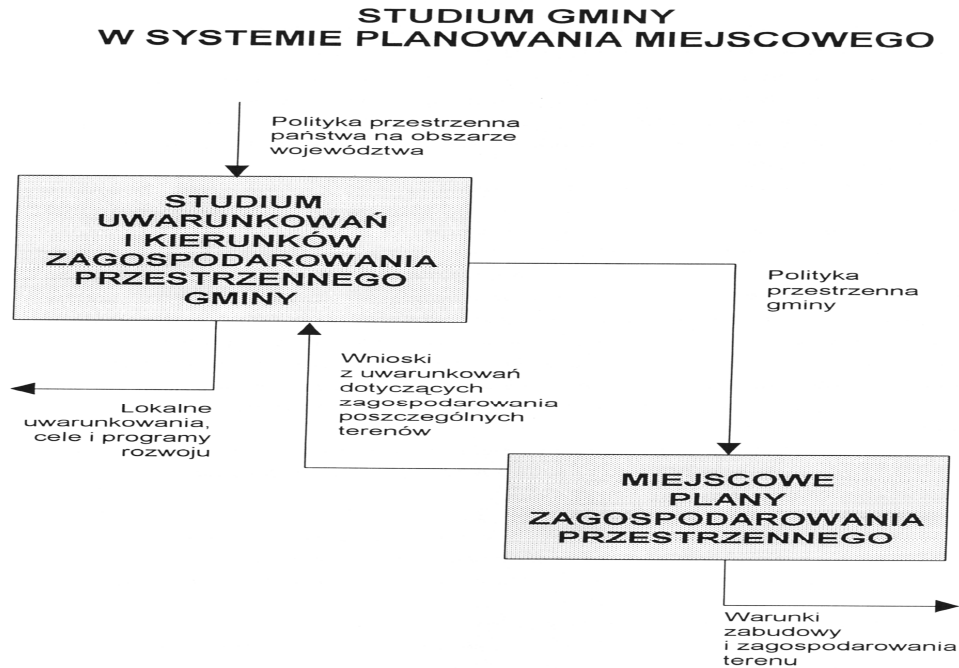 STUDIUM GMINY
W SYSTEMIE PLANOWANIA MIEJSCOWEGO
Polityka przestrzenna
państwa na obszarze
województwa
STUDIUM
UWARUNKOWAŃ
I KIERUNKÓW
ZAGOSPODAROWANIA
PRZESTRZENNEGO
GMINY
Polityka
przestrzenna
gminy
Wnioski
z uwarunkowań
dotyczących
zagospodarowania
poszczególnych
terenów
Lokalne
uwarunkowania,
cele i programy
rozwoju
MIEJSCOWE
PLANY
ZAGOSPODAROWANIA
PRZESTRZENNEGO
Warunki
zabudowy
i zagospodarowania
terenu